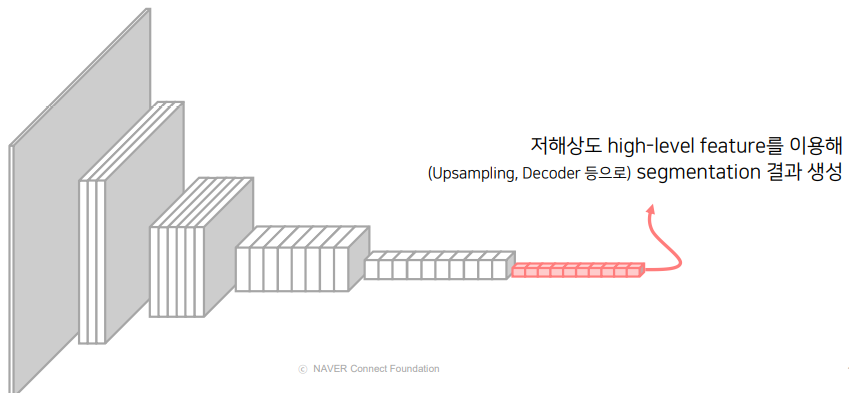 저해상도 high-level feature를 이용해
(Upsampling, Decoder 등으로) segmentation 결과 생성
ⓒ NAVER Connect Foundation